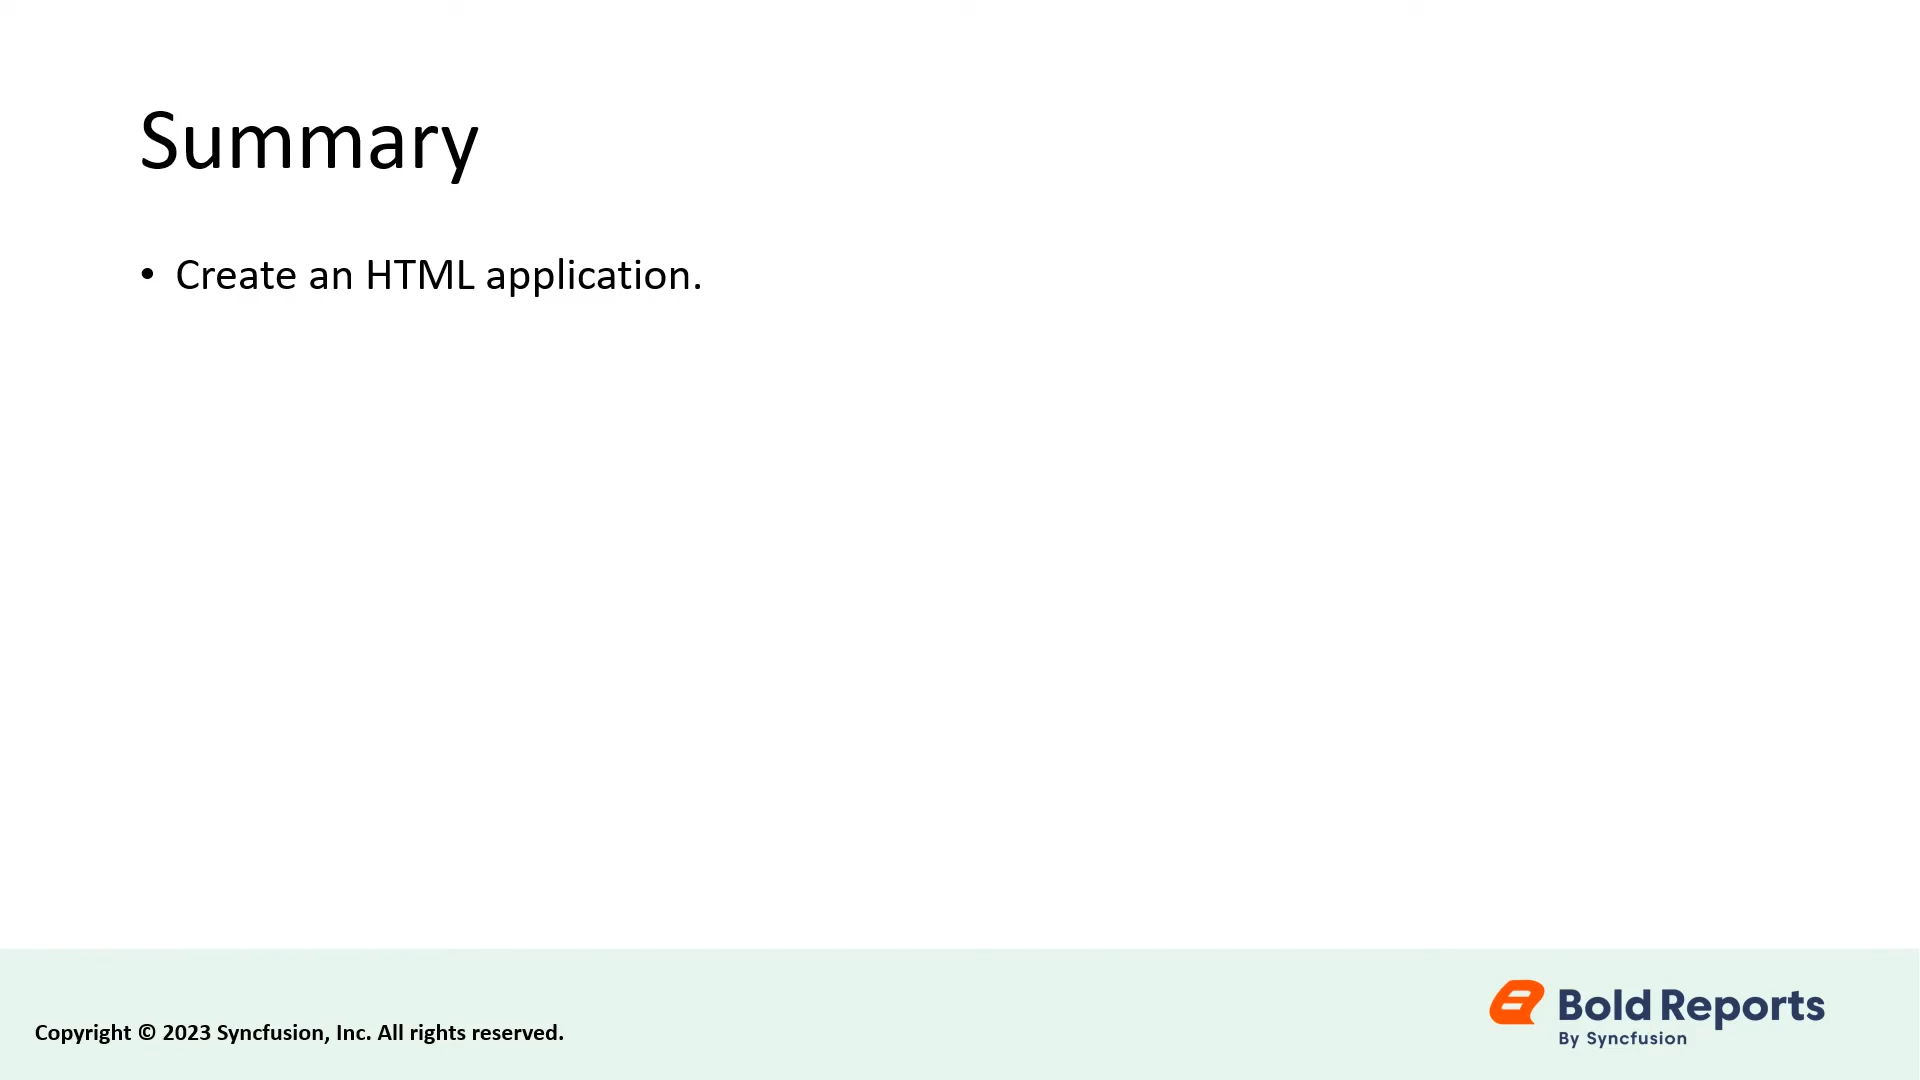 Summary
• Create an HTML application.
Copyright © 2023 Syncfusion, Inc. All rights reserved.
Bold Reports
By Syncfusion